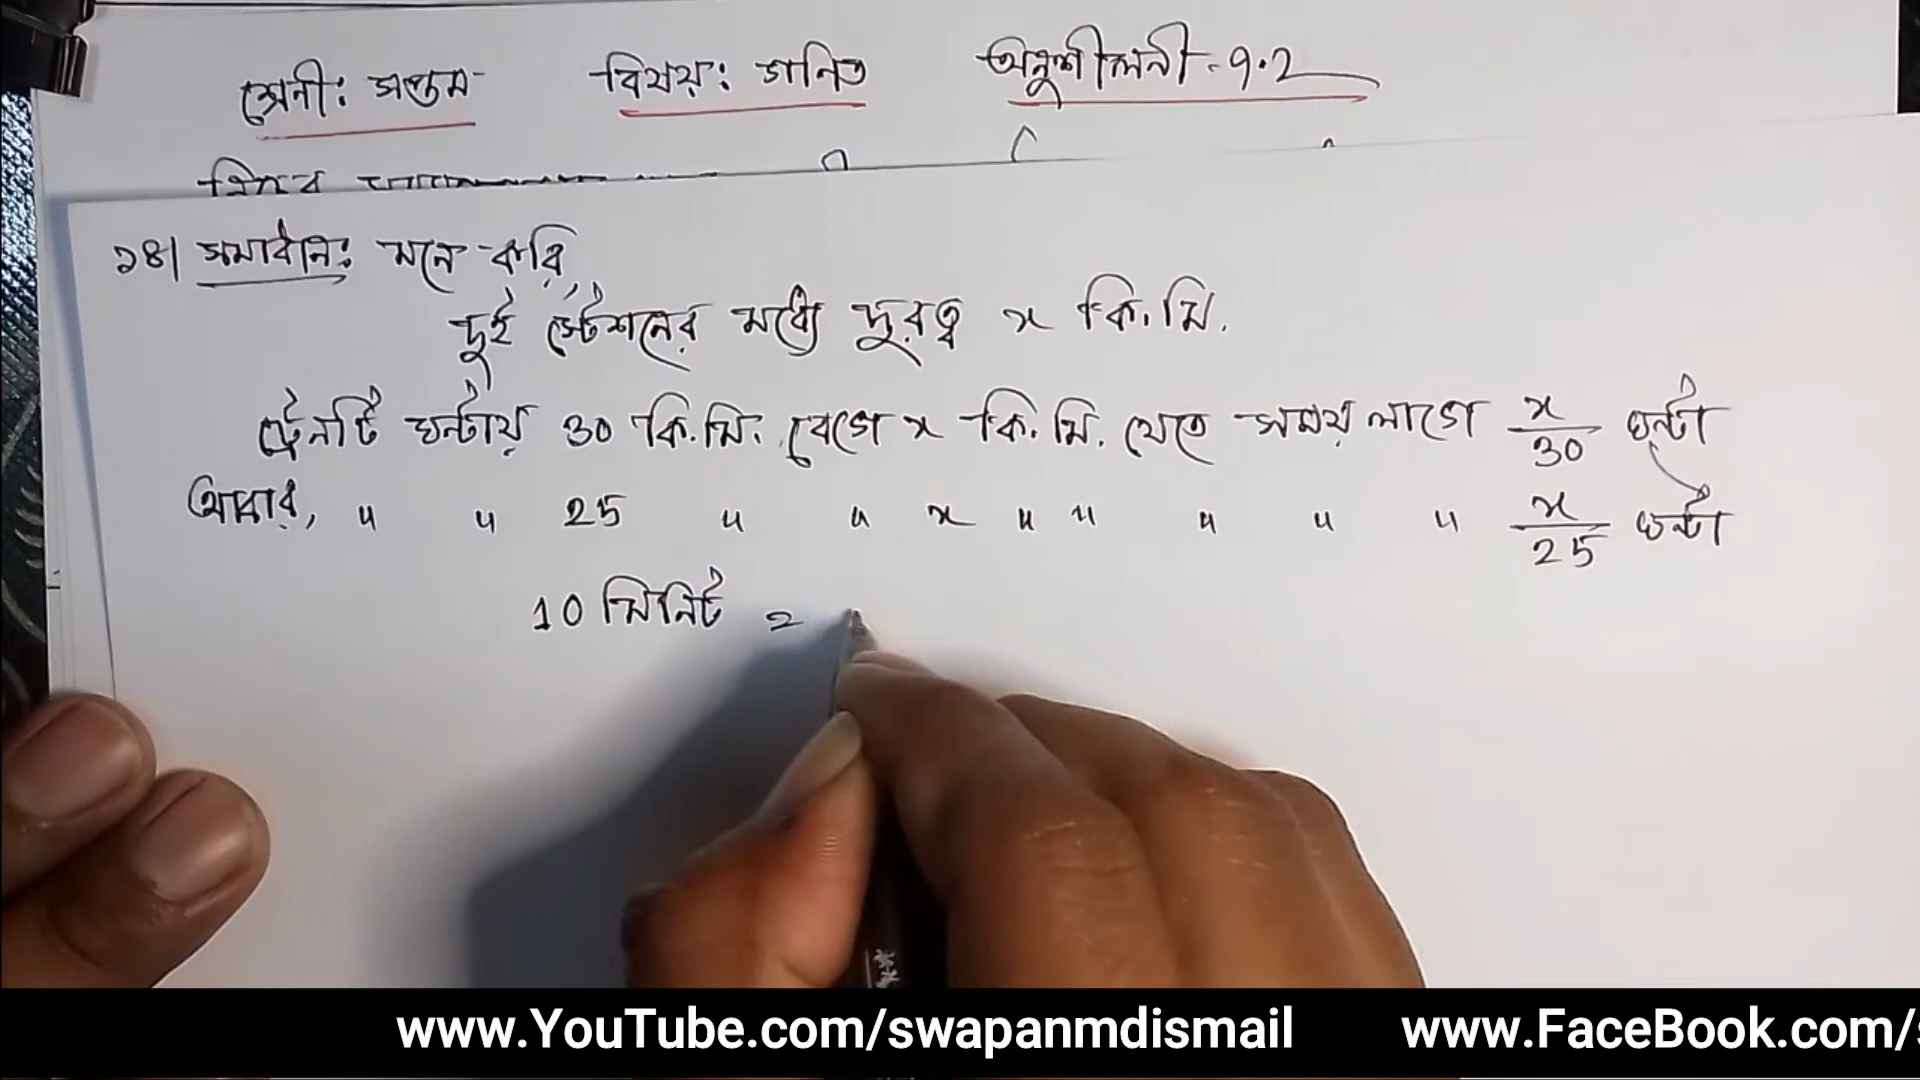 শ্রেনী: সপ্তম বিষয়: গনিত অনুশীলনী-৭.2
১৪| সমাধান: মনে করি,
দুই স্টেশনের মধ্যে দুরত্ব x কি.মি.
ট্রেনটি ঘন্টায় 30 কি.মি. বেগে x কি.মি. যেতে সময় লাগে x/30 ঘন্টা
আবার, " " 25 " " x " " " " " x/25 ঘন্টা
10 মিনিট =
www.YouTube.com/swapanmdismail www.FaceBook.com/s